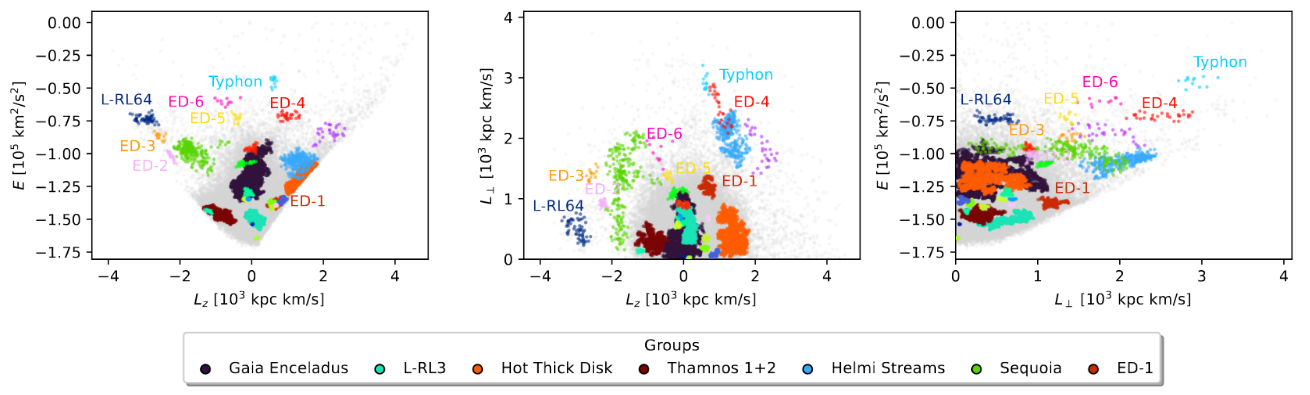 0.00
−0.25
−0.50
−0.75
−1.00
−1.25
−1.50
−1.75
E [10⁵ km²/s²]
Typhon
L-RL64
ED-6
ED-4
ED-5
ED-3
ED-2
ED-1
−4 −2 0 2 4
L_z [10³ kpc km/s]
4
3
2
1
0
L_⊥ [10³ kpc km/s]
Typhon
ED-4
ED-6
ED-5
ED-3
ED-1
ED-
L-RL64
−4 −2 0 2 4
L_z [10³ kpc km/s]
0.00
−0.25
−0.50
−0.75
−1.00
−1.25
−1.50
−1.75
E [10⁵ km²/s²]
Typhon
L-RL64
ED-5
ED-4
ED-3
ED-1
0 1 2 3 4
L_⊥ [10³ kpc km/s]
Groups
Gaia Enceladus L-RL3 Hot Thick Disk Thamnos 1+2 Helmi Streams Sequoia ED-1